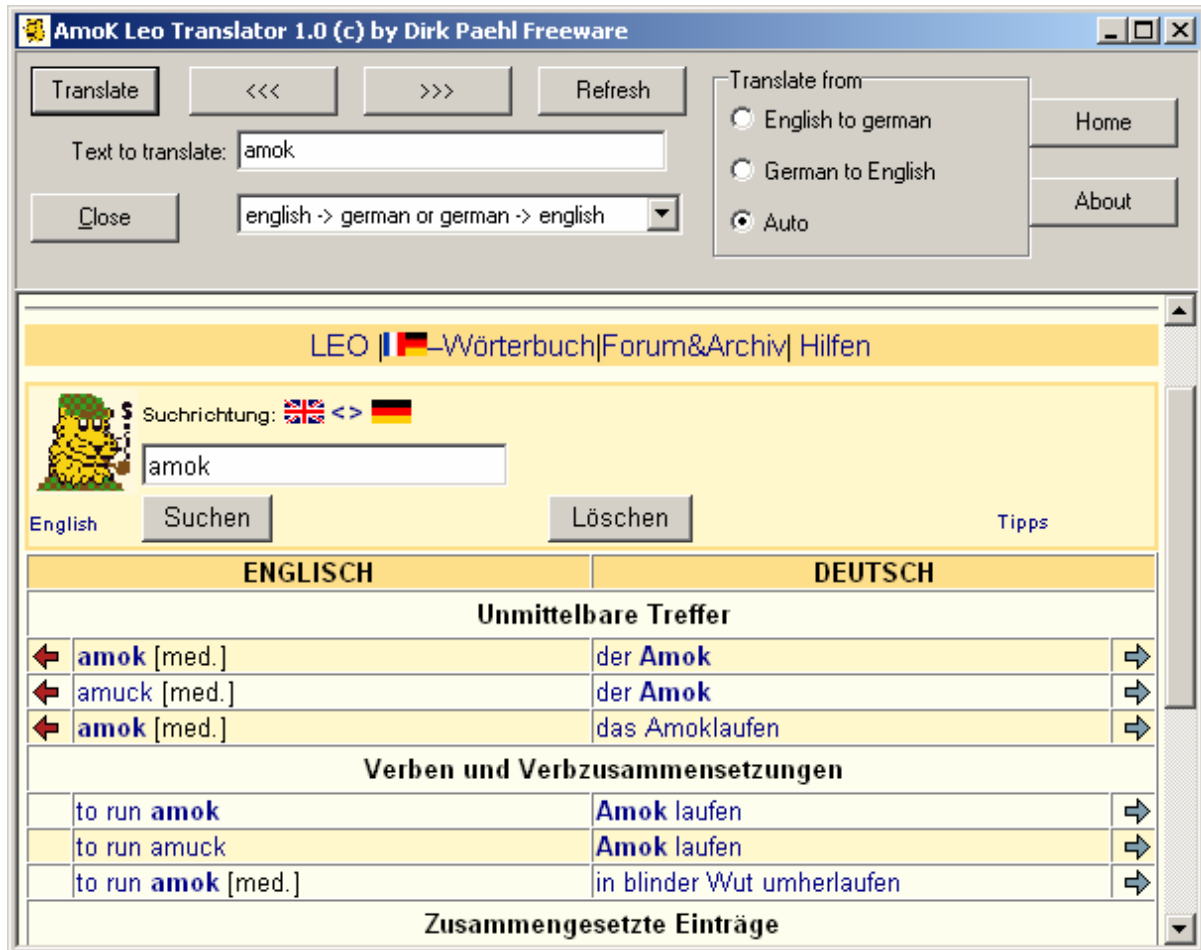 AmoK Leo Translator 1.0 (c) by Dirk Paehl Freeware
Translate <<< >>> Refresh
Text to translate: amok
Close english -> german or german -> english
Translate from
English to german
German to English
Auto
Home
About
LEO |–Wörterbuch|Forum&Archiv| Hilfen
Suchrichtung: <>
amok
English Suchen Löschen Tipps
ENGLISCH DEUTSCH
Unmittelbare Treffer
amok [med.] der Amok
amuck [med.] der Amok
amok [med.] das Amoklaufen
Verben und Verbzusammensetzungen
to run amok Amok laufen
to run amuck Amok laufen
to run amok [med.] in blinder Wut umherlaufen
Zusammengesetzte Einträge